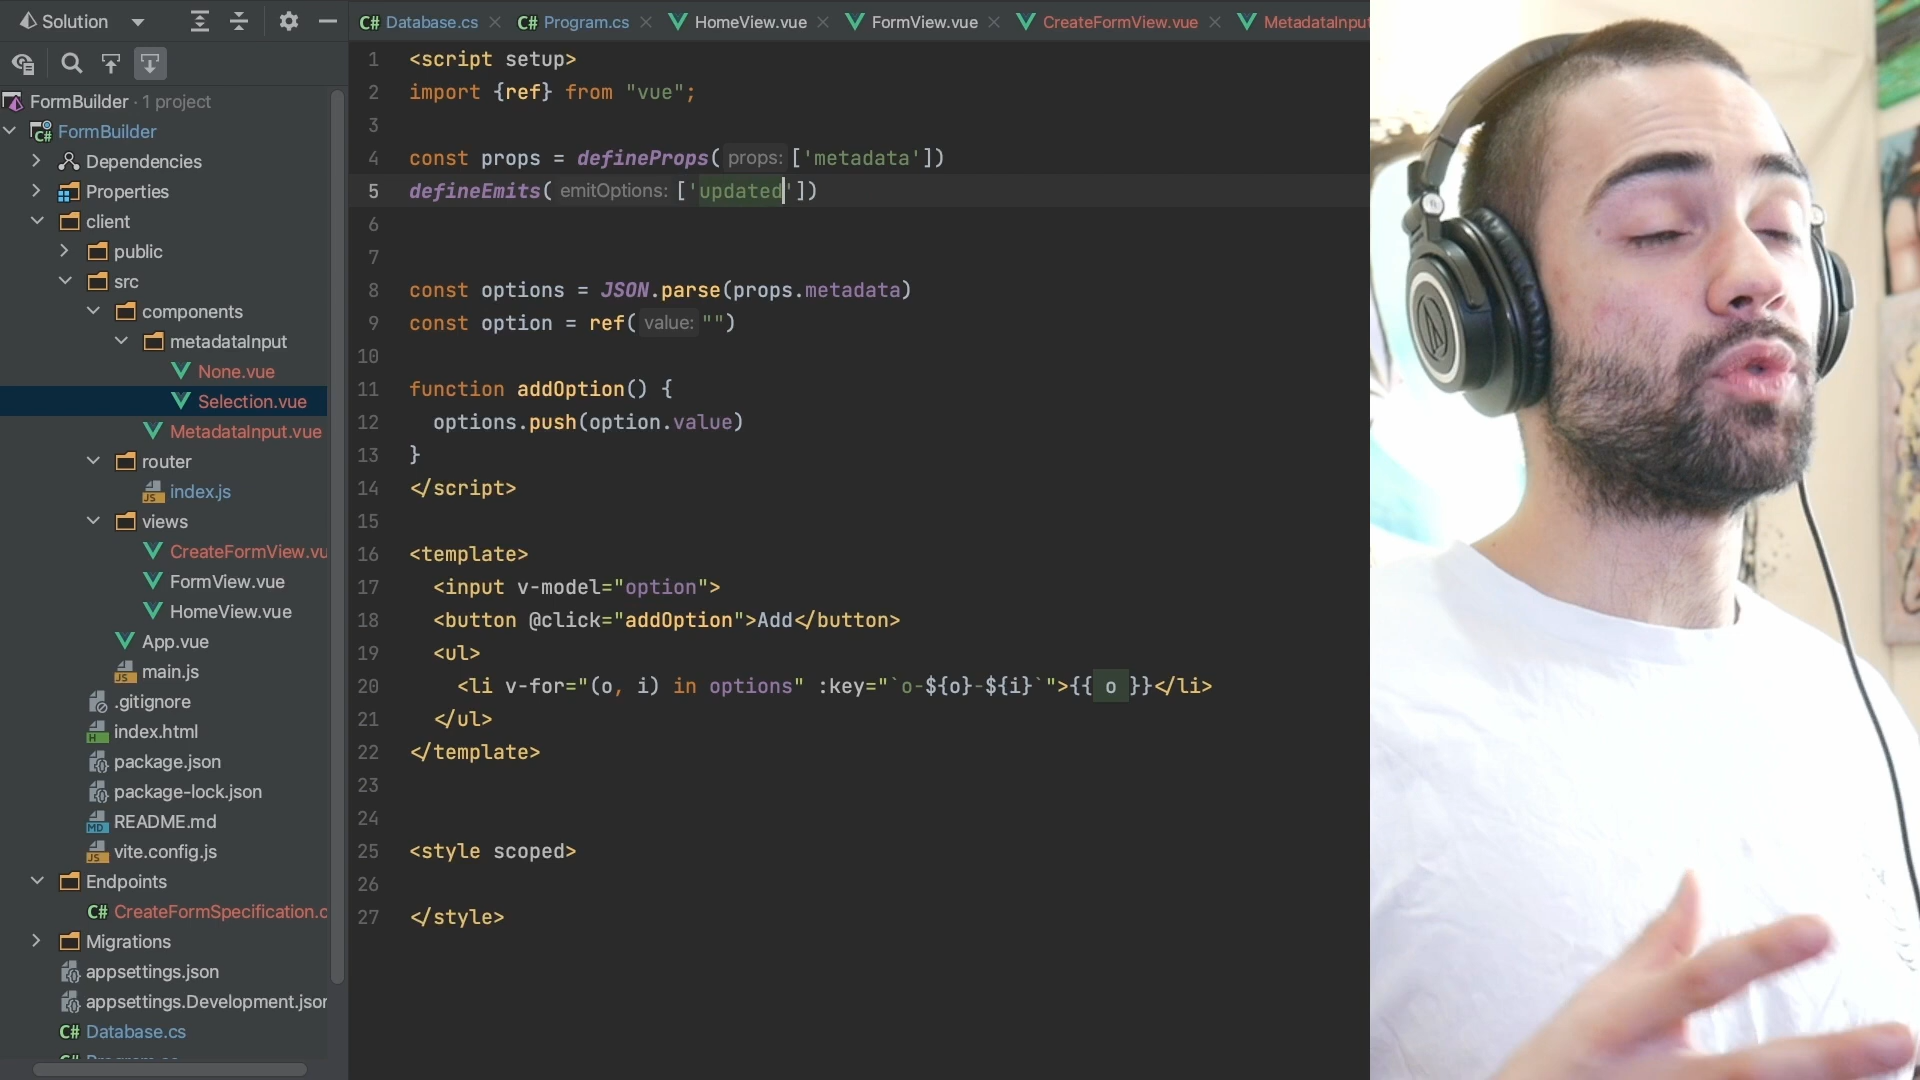 Solution
FormBuilder · 1 project
FormBuilder
Dependencies
Properties
client
public
src
components
metadataInput
None.vue
Selection.vue
MetadataInput.vue
router
index.js
views
CreateFormView.vu
FormView.vue
HomeView.vue
App.vue
main.js
.gitignore
index.html
package.json
package-lock.json
README.md
vite.config.js
Endpoints
C# CreateFormSpecification.c
Migrations
appsettings.json
appsettings.Development.json
C# Database.cs
C# Database.cs
C# Program.cs
HomeView.vue
FormView.vue
CreateFormView.vue
MetadataInput
1 <script setup>
2 import {ref} from "vue";
3
4 const props = defineProps( props: ['metadata'])
5 defineEmits( emitOptions: ['updated'])
6
7
8 const options = JSON.parse(props.metadata)
9 const option = ref( value: "")
10
11 function addOption() {
12 options.push(option.value)
13 }
14 </script>
15
16 <template>
17 <input v-model="option">
18 <button @click="addOption">Add</button>
19 <ul>
20 <li v-for="(o, i) in options" :key="`o-${o}-${i}`">{{ o }}</li>
21 </ul>
22 </template>
23
24
25 <style scoped>
26
27 </style>